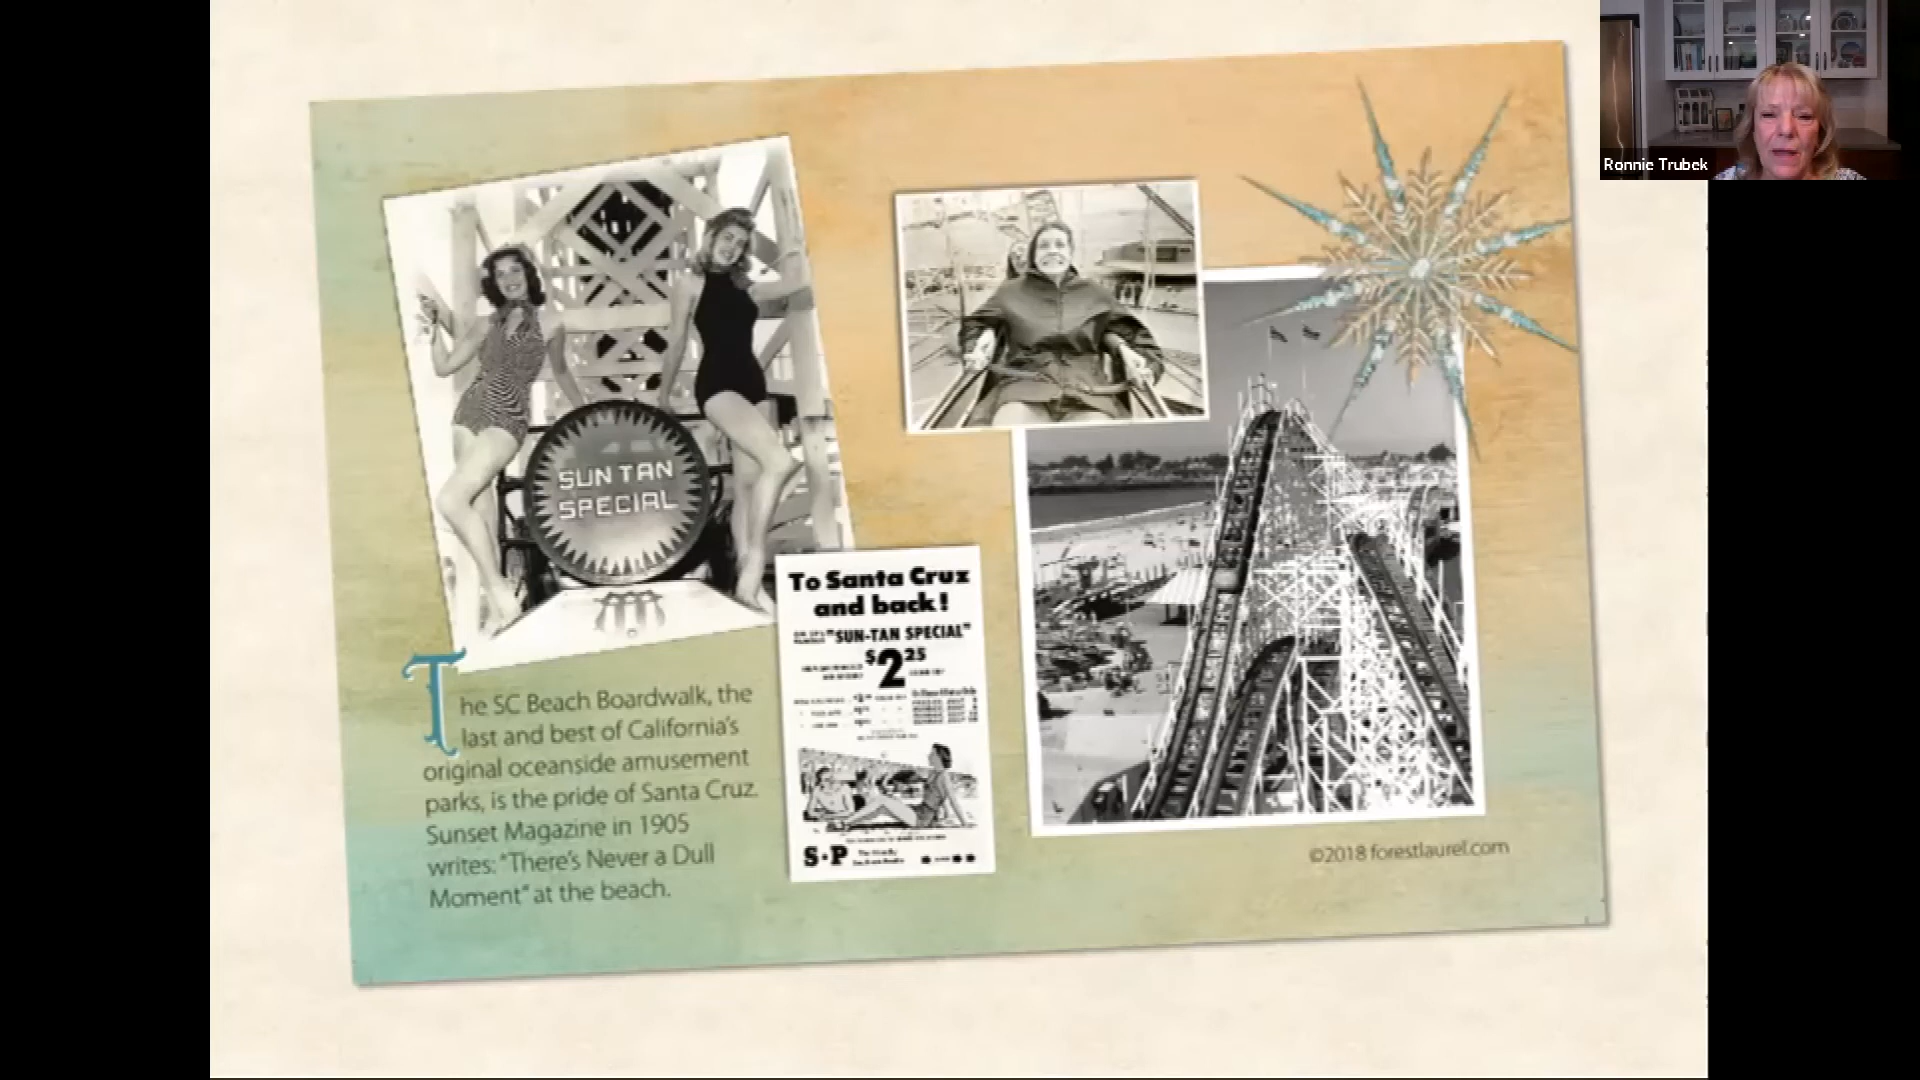 Ronnie Trubek
SUN TAN
SPECIAL
To Santa Cruz
and back!
"SUN-TAN SPECIAL"
$2 25
S·P
The SC Beach Boardwalk, the
last and best of California's
original oceanside amusement
parks, is the pride of Santa Cruz.
Sunset Magazine in 1905
writes: "There's Never a Dull
Moment" at the beach.
©2018 forestlaurel.com